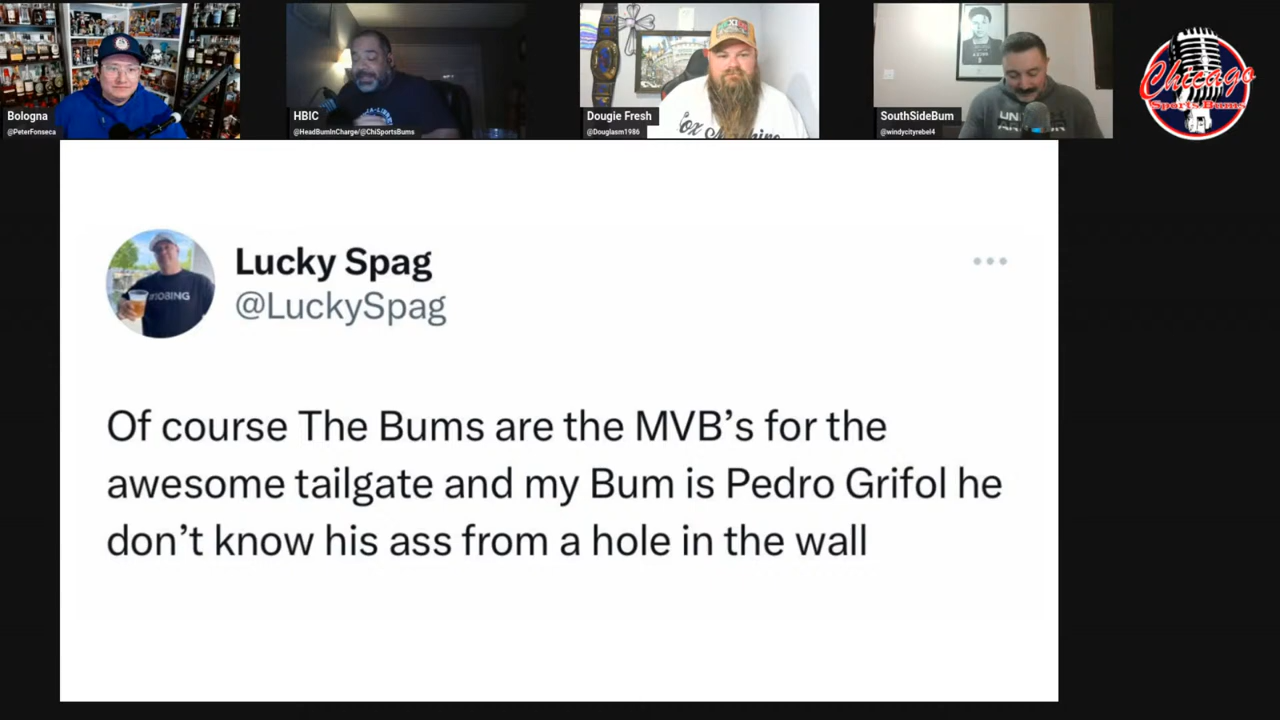 Bologna
@PeterFonseca
HBIC
@HeadBumInCharge/@ChiSportsBums
Dougie Fresh
@Douglasm1986
SouthSideBum
@windycityrebel4
Chicago
Sports Bums
Lucky Spag
@LuckySpag
Of course The Bums are the MVB’s for the
awesome tailgate and my Bum is Pedro Grifol he
don’t know his ass from a hole in the wall